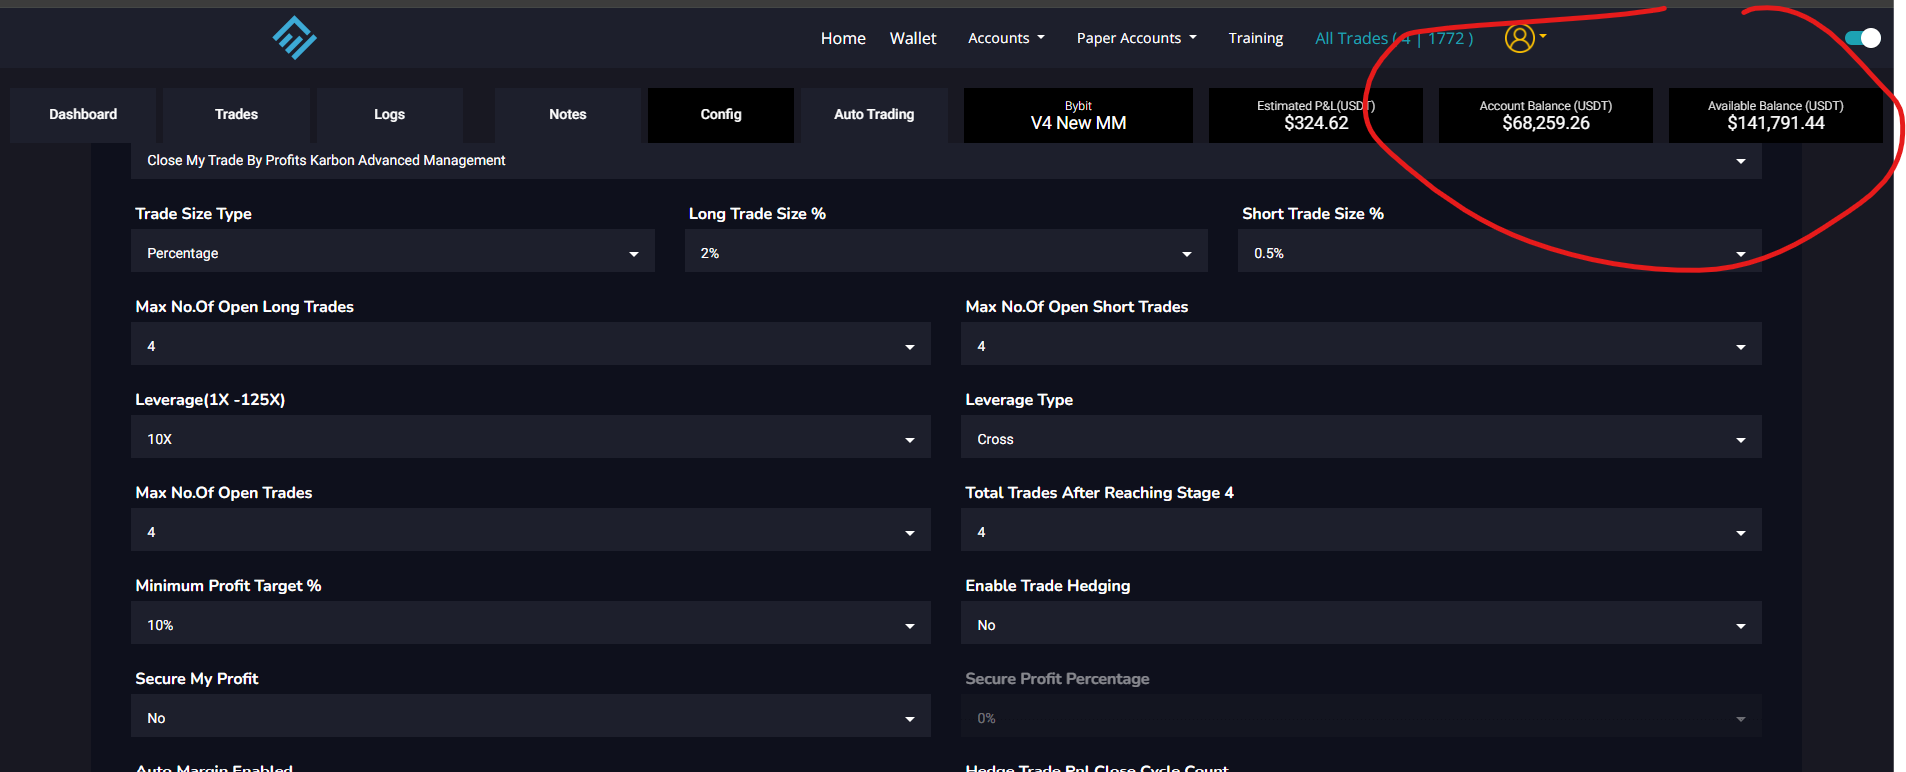 Home Wallet Accounts Paper Accounts Training All Trades ( 4 | 1772 )
Dashboard Trades Logs Notes Config Auto Trading
Bybit
V4 New MM
Estimated P&L(USDT)
$324.62
Account Balance (USDT)
$68,259.26
Available Balance (USDT)
$141,791.44
Close My Trade By Profits Karbon Advanced Management
Trade Size Type
Percentage
Long Trade Size %
2%
Short Trade Size %
0.5%
Max No.Of Open Long Trades
4
Max No.Of Open Short Trades
4
Leverage(1X -125X)
10X
Leverage Type
Cross
Max No.Of Open Trades
4
Total Trades After Reaching Stage 4
4
Minimum Profit Target %
10%
Enable Trade Hedging
No
Secure My Profit
No
Secure Profit Percentage
0%
Auto Margin Enabled
Hedge Trade Pnl Close Cycle Count